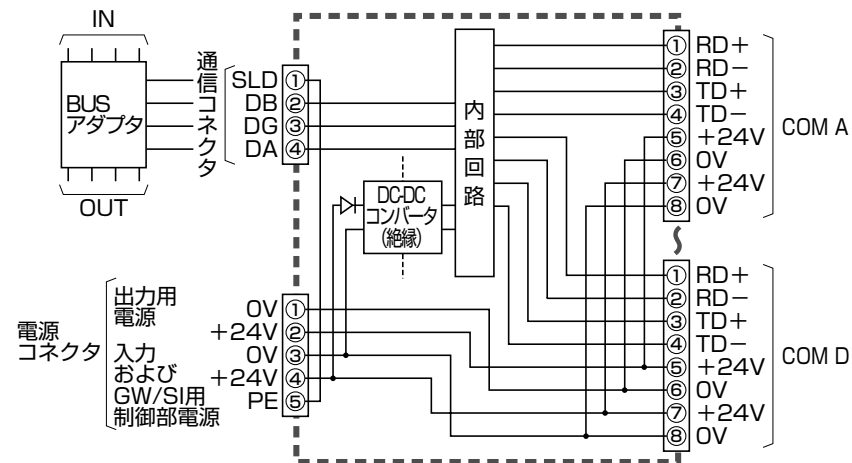 IN
BUS
アダプタ
OUT
通信コネクタ
SLD ①
DB ②
DG ③
DA ④
内部回路
DC-DC
コンバータ
(絶縁)
電源
コネクタ
出力用
電源
入力
および
GW/SI用
制御部電源
0V ①
+24V ②
0V ③
+24V ④
PE ⑤
① RD+
② RD-
③ TD+
④ TD-
⑤ +24V
⑥ 0V
⑦ +24V
⑧ 0V
COM A
① RD+
② RD-
③ TD+
④ TD-
⑤ +24V
⑥ 0V
⑦ +24V
⑧ 0V
COM D